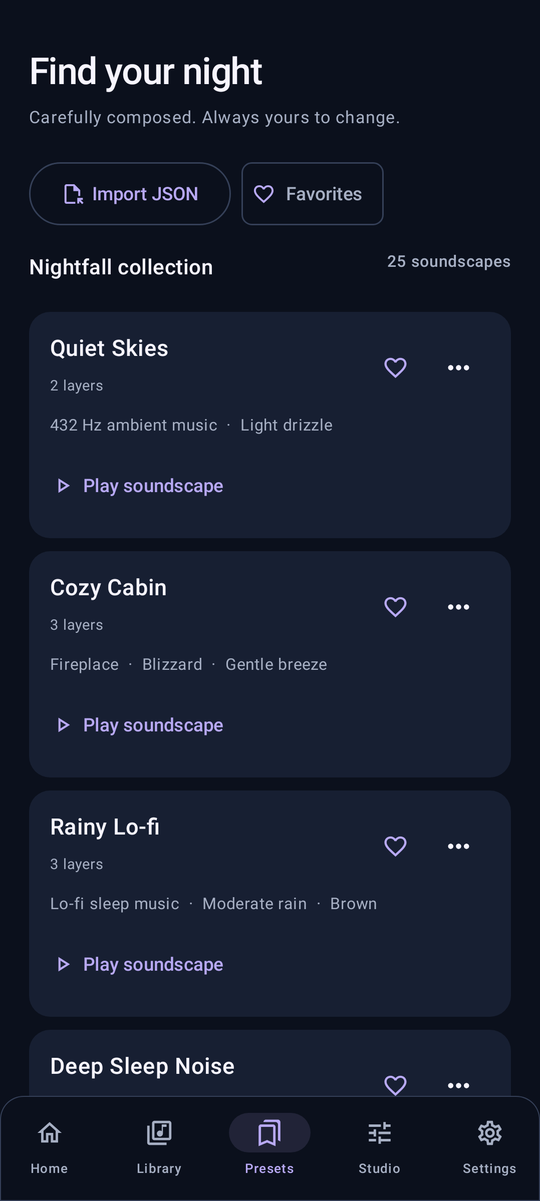 Find your night
Carefully composed. Always yours to change.
Import JSON
Favorites
Nightfall collection
25 soundscapes
Quiet Skies
2 layers
432 Hz ambient music · Light drizzle
Play soundscape
Cozy Cabin
3 layers
Fireplace · Blizzard · Gentle breeze
Play soundscape
Rainy Lo-fi
3 layers
Lo-fi sleep music · Moderate rain · Brown
Play soundscape
Deep Sleep Noise
Home
Library
Presets
Studio
Settings